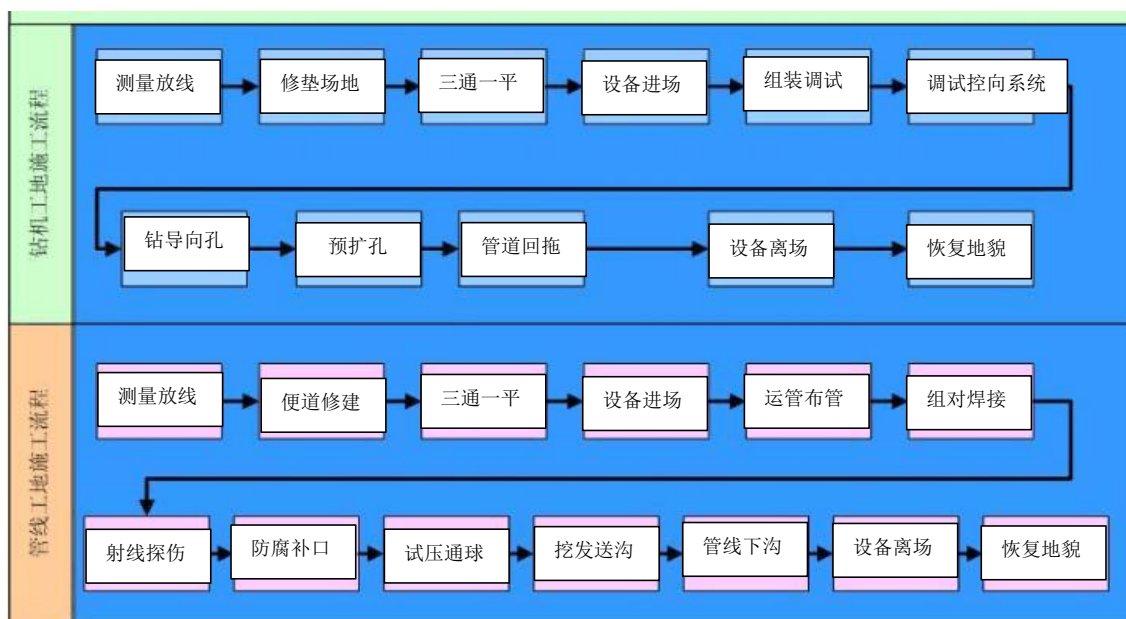 钻机工地施工流程
测量放线
修垫场地
三通一平
设备进场
组装调试
调试控向系统
钻导向孔
预扩孔
管道回拖
设备离场
恢复地貌
管线工地施工流程
测量放线
便道修建
三通一平
设备进场
运管布管
组对焊接
射线探伤
防腐补口
试压通球
挖发送沟
管线下沟
设备离场
恢复地貌